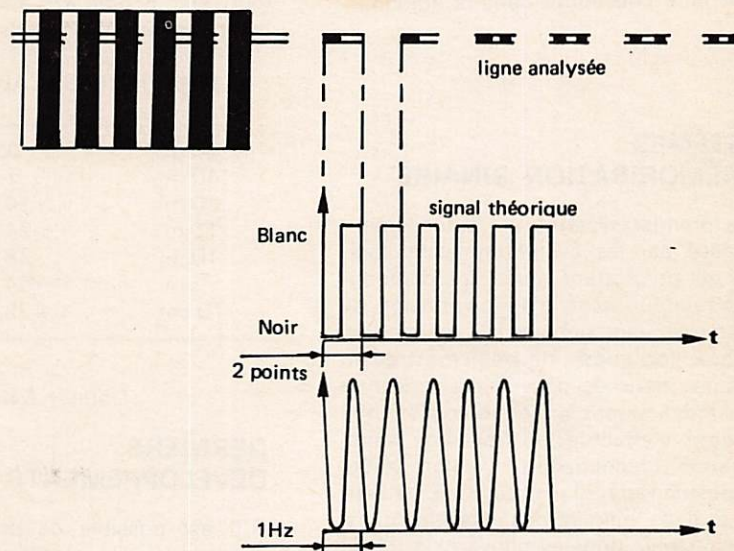 ligne analysée
signal théorique
Blanc
Noir
t
2 points
1Hz
t